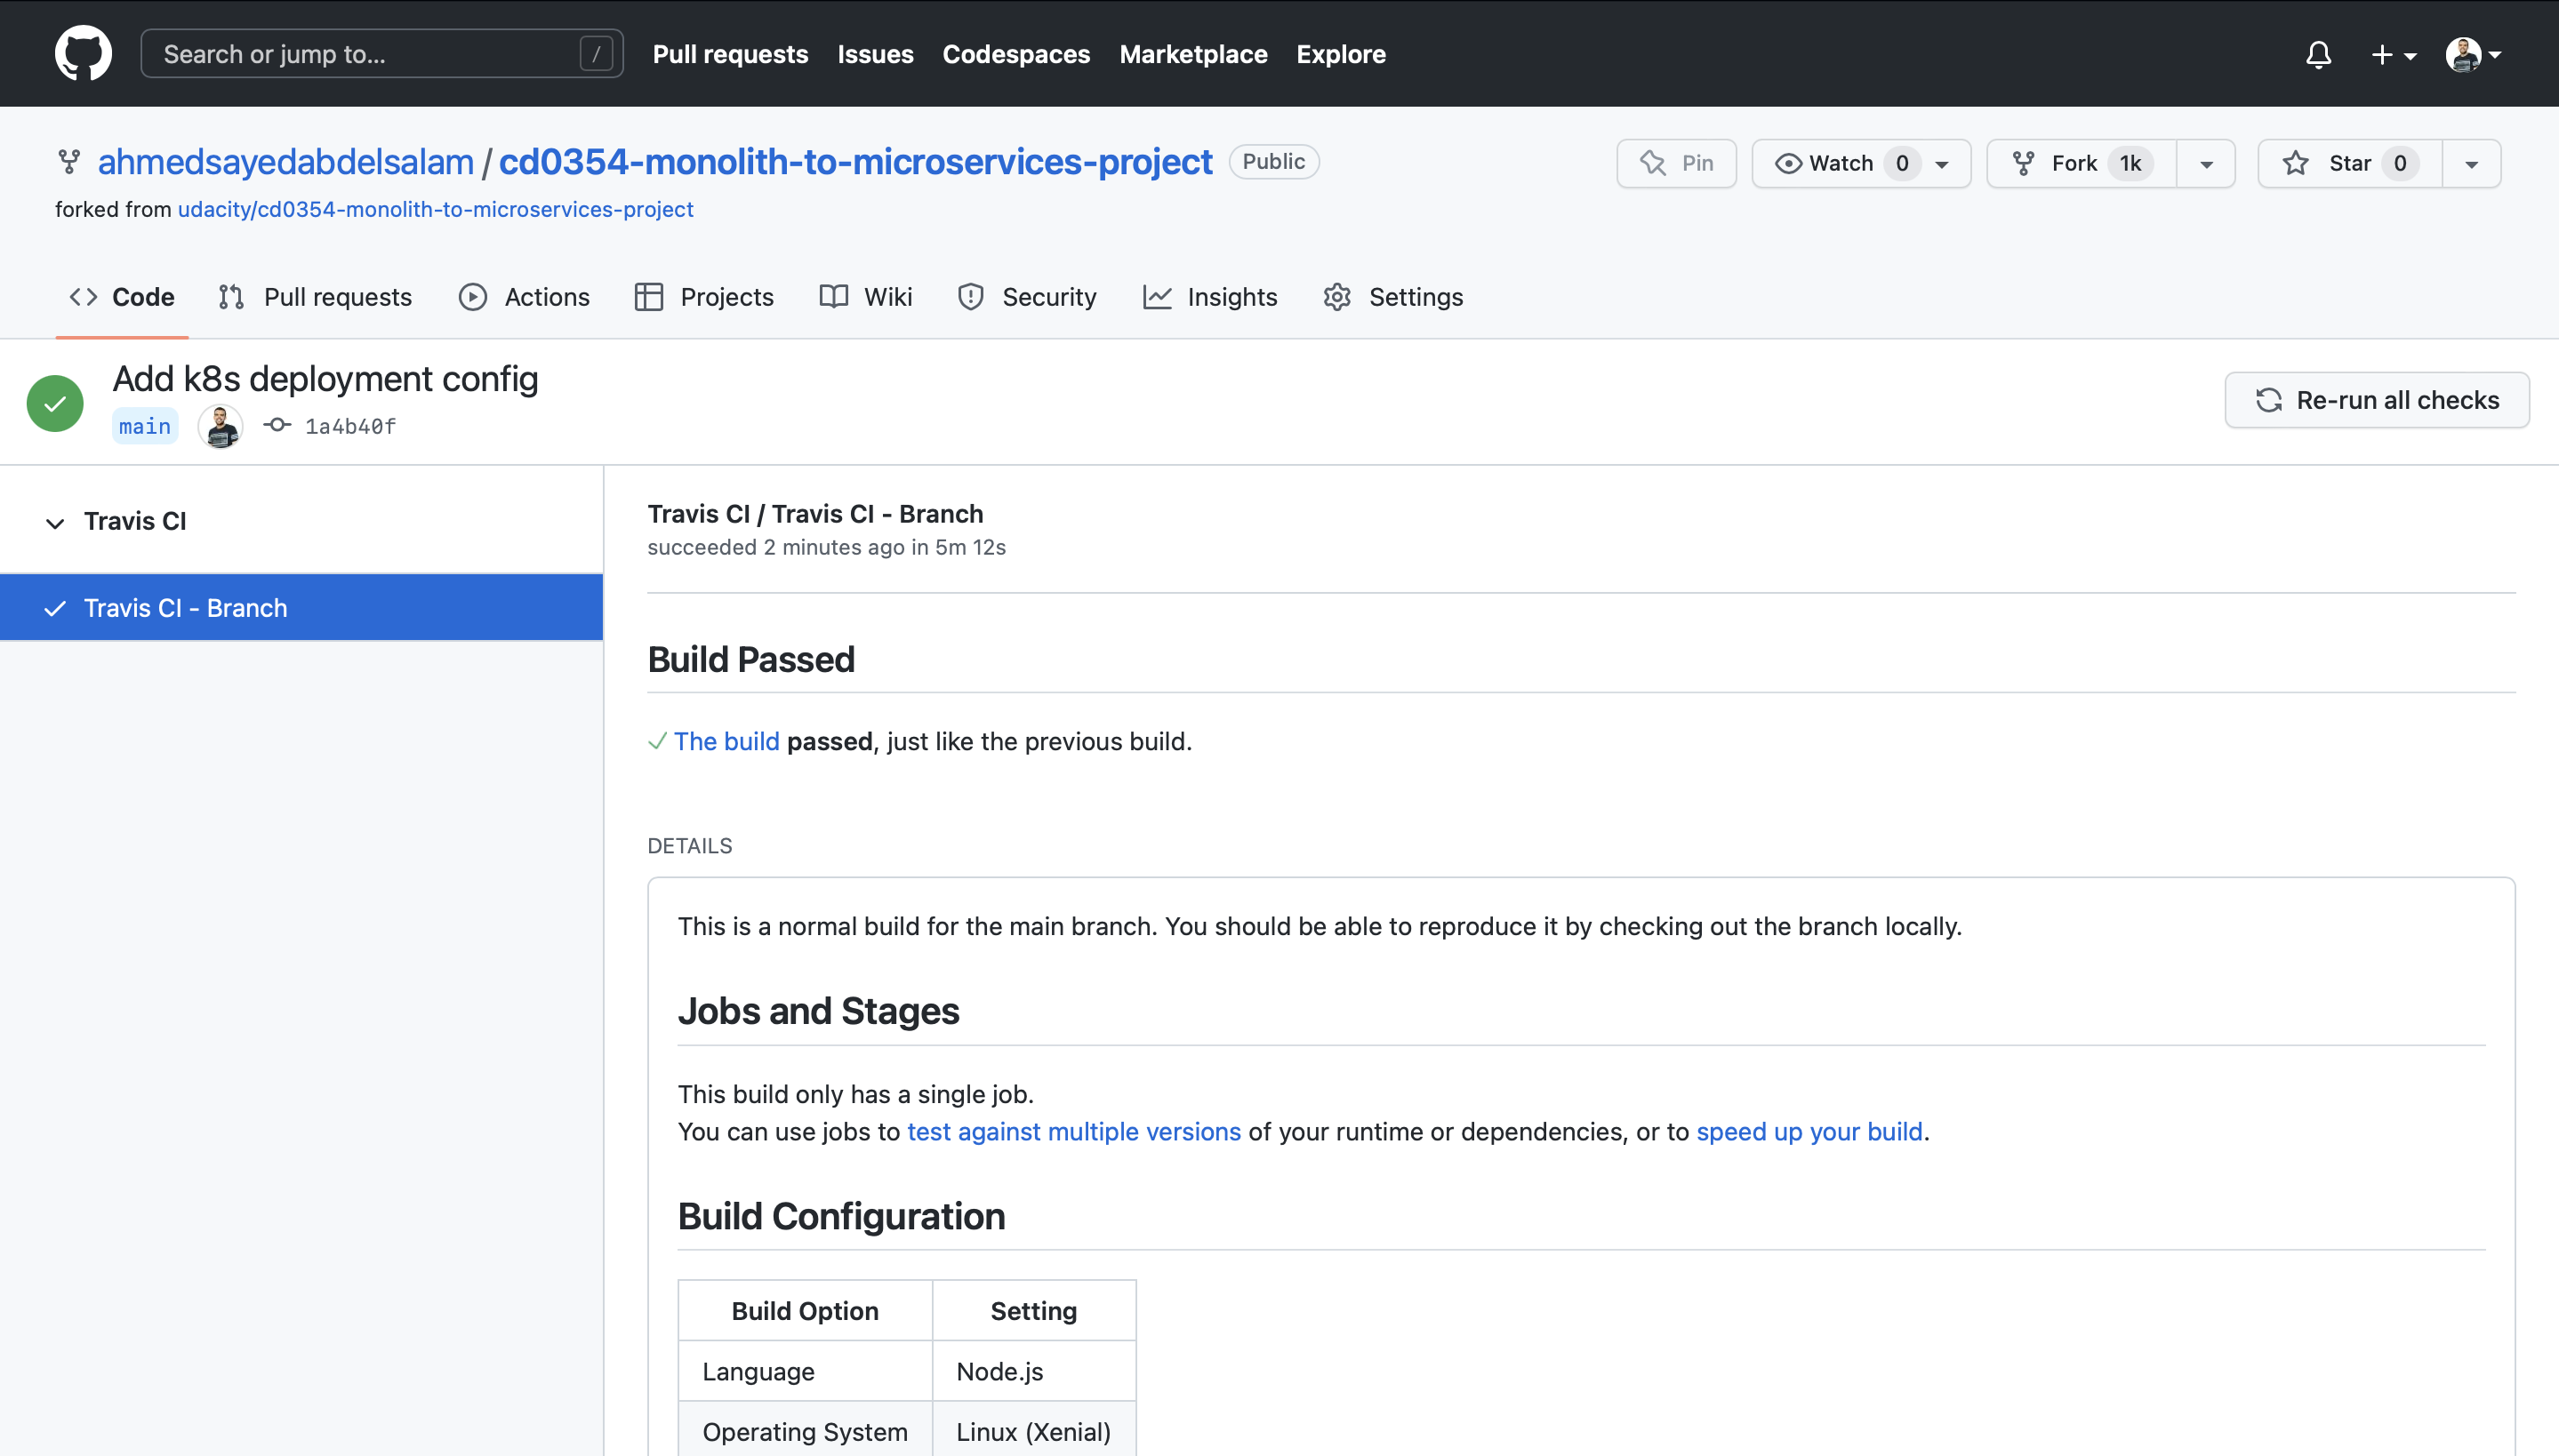 Search or jump to... /
Pull requests Issues Codespaces Marketplace Explore
ahmedsayedabdelsalam / cd0354-monolith-to-microservices-project Public
Pin Watch 0 Fork 1k Star 0
forked from udacity/cd0354-monolith-to-microservices-project
Code Pull requests Actions Projects Wiki Security Insights Settings
Add k8s deployment config
main 1a4b40f
Re-run all checks
Travis CI
Travis CI - Branch
Travis CI / Travis CI - Branch
succeeded 2 minutes ago in 5m 12s
Build Passed
The build passed, just like the previous build.
DETAILS
This is a normal build for the main branch. You should be able to reproduce it by checking out the branch locally.
Jobs and Stages
This build only has a single job.
You can use jobs to test against multiple versions of your runtime or dependencies, or to speed up your build.
Build Configuration
Build Option Setting
Language Node.js
Operating System Linux (Xenial)